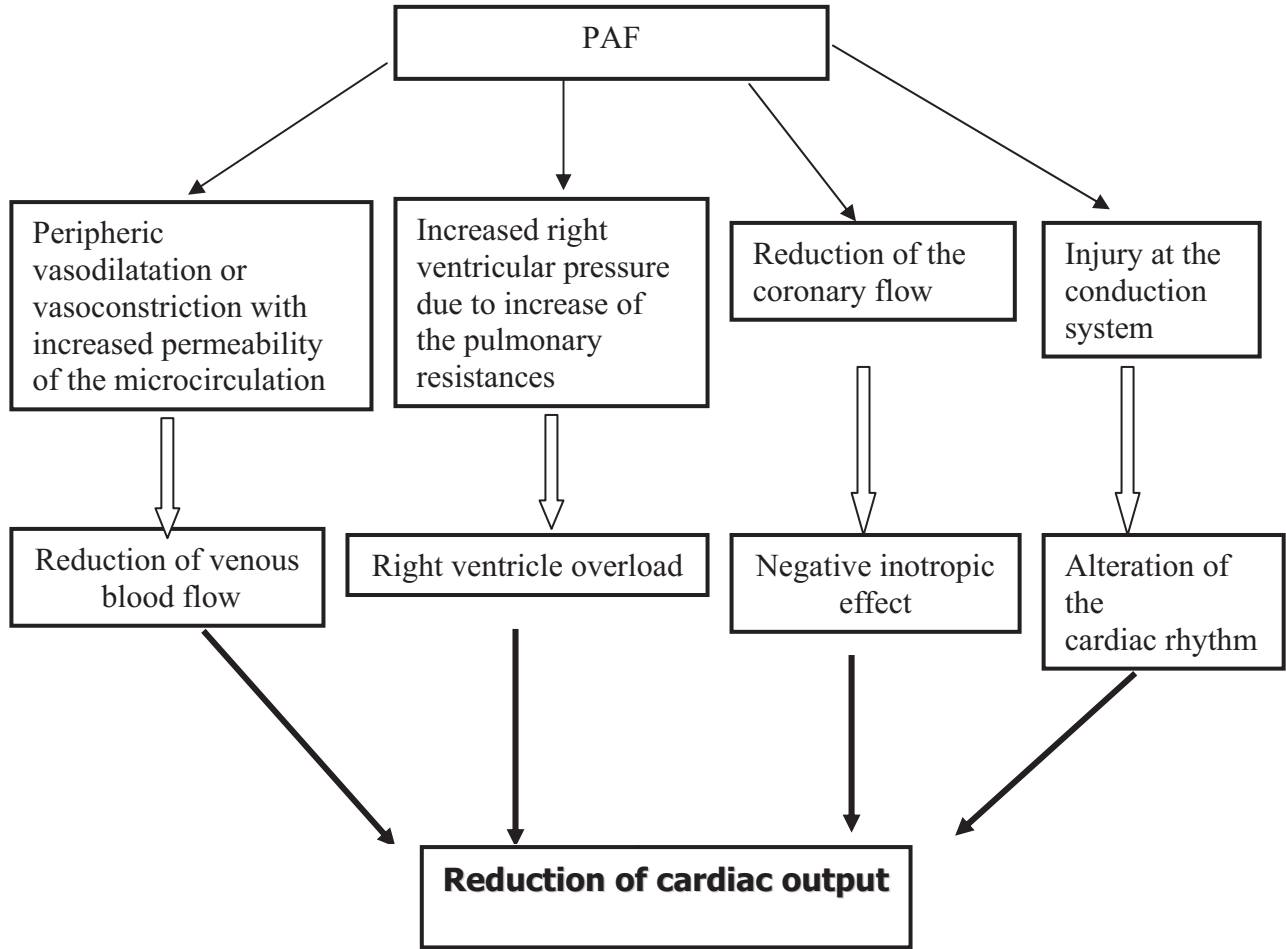 PAF
Peripheric
vasodilatation or
vasoconstriction with
increased permeability
of the microcirculation
Increased right
ventricular pressure
due to increase of
the pulmonary
resistances
Reduction of the
coronary flow
Injury at the
conduction
system
Reduction of venous
blood flow
Right ventricle overload
Negative inotropic
effect
Alteration of
the
cardiac rhythm
Reduction of cardiac output